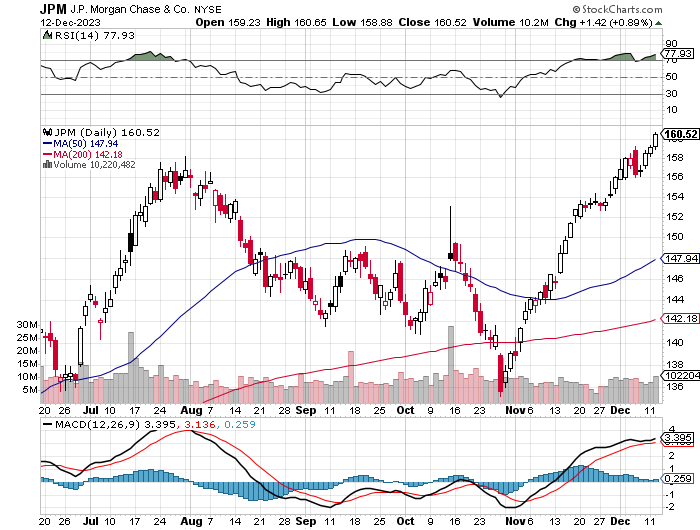 JPM J.P. Morgan Chase & Co. NYSE © StockCharts.com
12-Dec-2023 Open 159.23 High 160.65 Low 158.88 Close 160.52 Volume 10.2M Chg +1.42 (+0.89%)
RSI(14) 77.93
90
77.93
70
50
30
10
JPM (Daily) 160.52
MA(50) 147.94
MA(200) 142.18
Volume 10,220,482
160.52
158
156
154
152
150
147.94
146
144
142.18
140
138
136
30M
25M
20M
15M
10M
5M
102204
20 26 Jul 10 17 24 Aug 7 14 21 28 Sep 11 18 25 Oct 9 16 23 Nov 6 13 20 27 Dec 11
MACD(12,26,9) 3.395, 3.136, 0.259
4
3.395
2
1
0.259
-1
-2
20 26 Jul 10 17 24 Aug 7 14 21 28 Sep 11 18 25 Oct 9 16 23 Nov 6 13 20 27 Dec 11